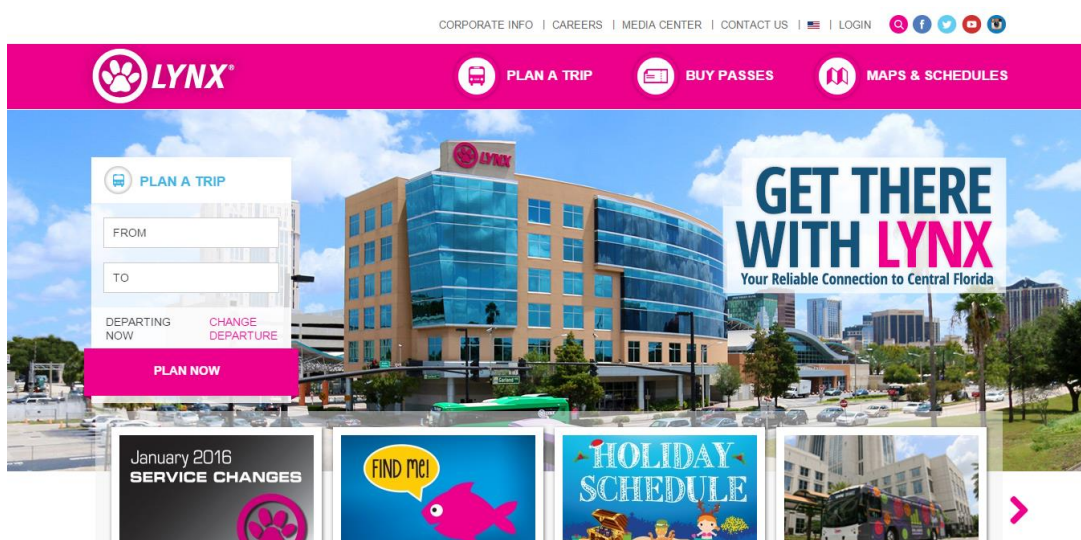 CORPORATE INFO | CAREERS | MEDIA CENTER | CONTACT US | | LOGIN
LYNX
PLAN A TRIP
BUY PASSES
MAPS & SCHEDULES
LYNX
PLAN A TRIP
FROM
TO
DEPARTING NOW
CHANGE DEPARTURE
PLAN NOW
GET THERE
WITH LYNX
Your Reliable Connection to Central Florida
January 2016
SERVICE CHANGES
FIND ME!
HOLIDAY
SCHEDULE